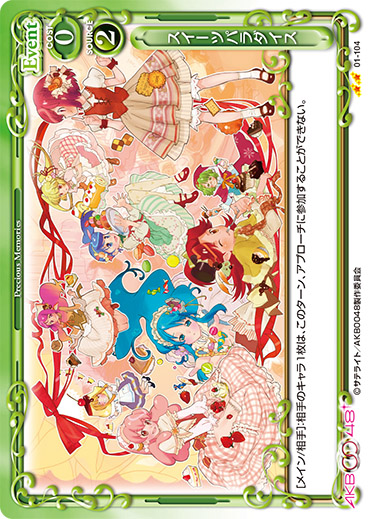 Event
COST
0
SOURCE
2
スイーツパラダイス
01-104
Precious Memories
[メイン/相手]:相手のキャラ1枚は、このターン、アプローチに参加することができない。
©サテライト/AKB0048製作委員会
AKB0048